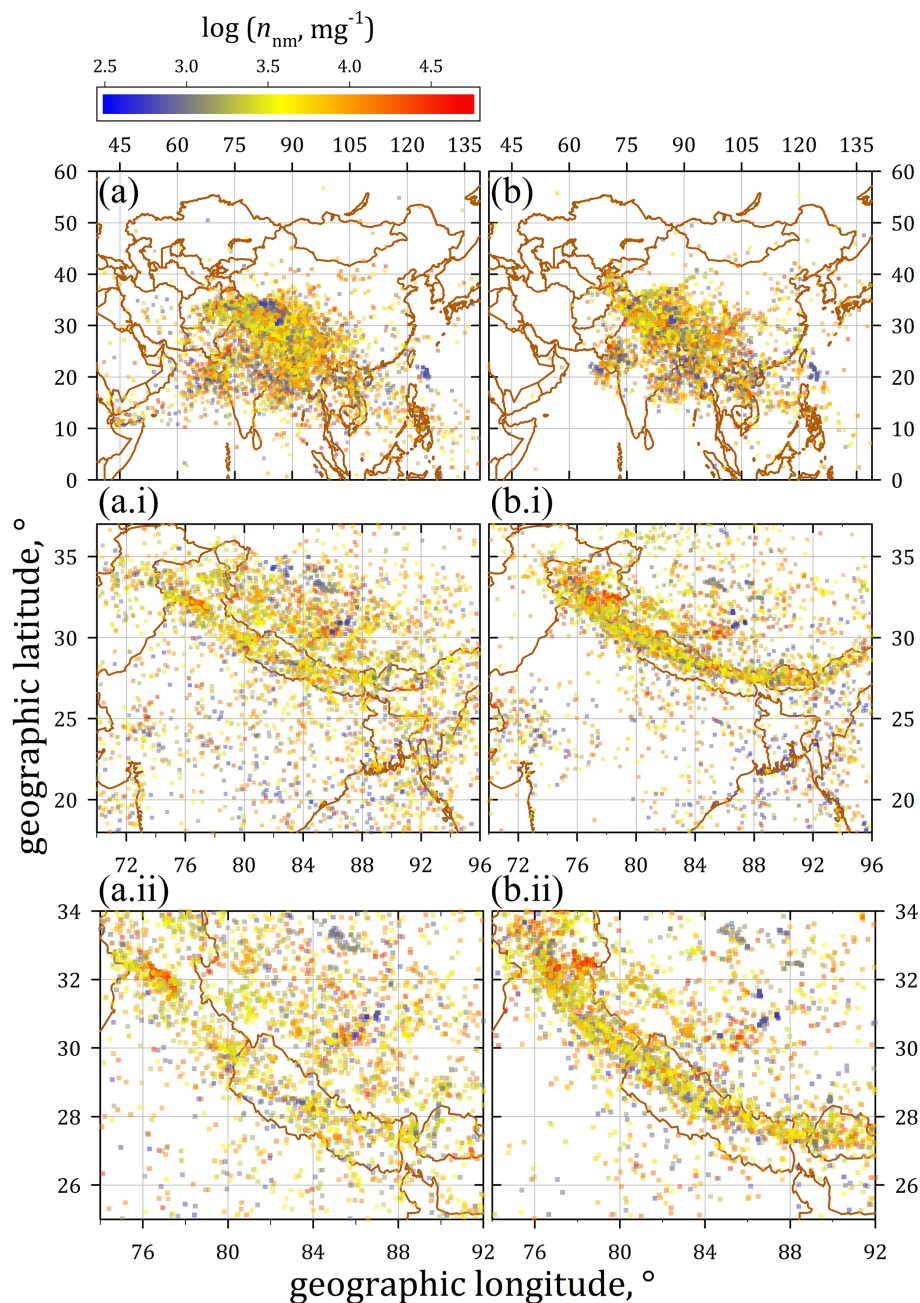 log (n_nm, mg⁻¹)
2.5 3.0 3.5 4.0 4.5
45 60 75 90 105 120 135 45 60 75 90 105 120 135
(a) (b)
60 60
50 50
40 40
30 30
20 20
10 10
0 0
(a.i) (b.i)
35 35
30 30
25 25
20 20
72 76 80 84 88 92 96 72 76 80 84 88 92 96
(a.ii) (b.ii)
34 34
32 32
30 30
28 28
26 26
76 80 84 88 92 76 80 84 88 92
geographic latitude, °
geographic longitude, °